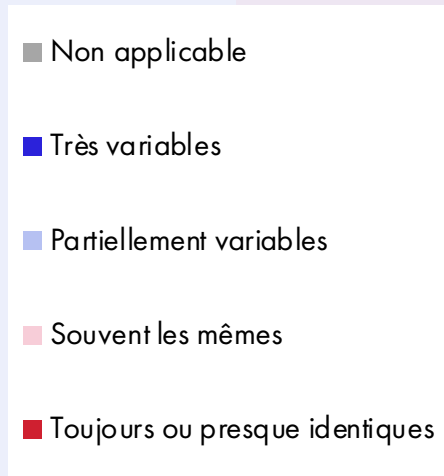 Non applicable
Très variables
Partiellement variables
Souvent les mêmes
Toujours ou presque identiques